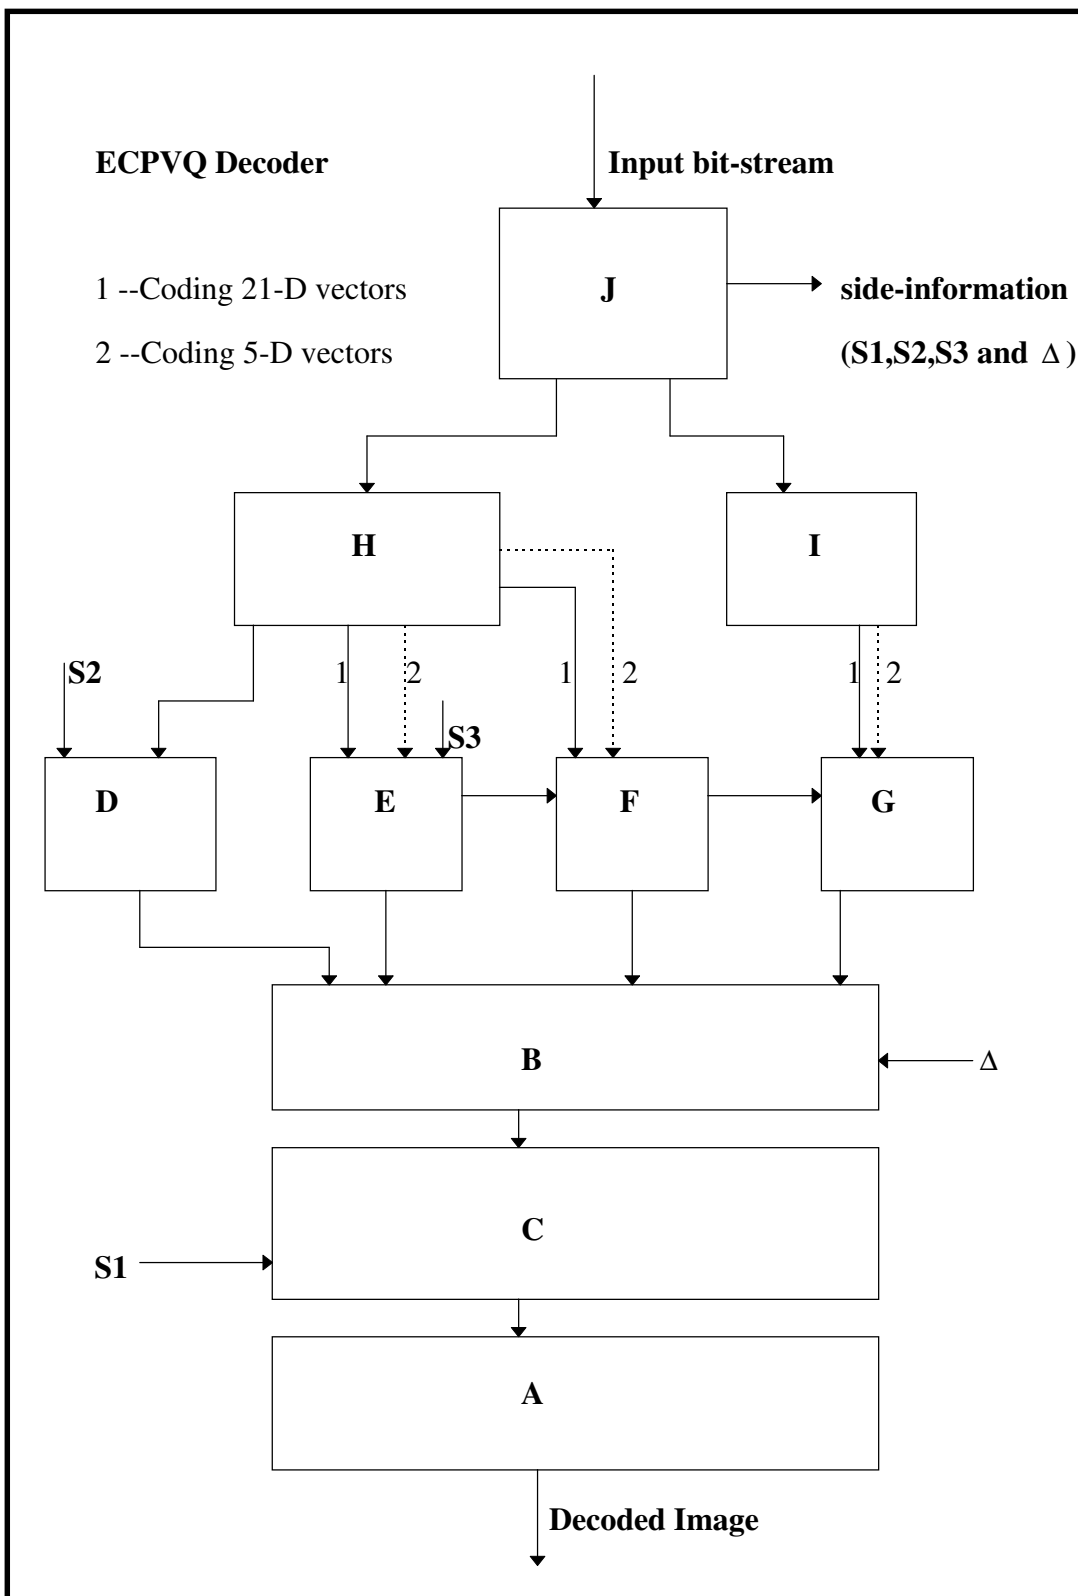 ECPVQ Decoder
Input bit-stream
1 --Coding 21-D vectors
J
side-information
2 --Coding 5-D vectors
(S1,S2,S3 and Δ )
H
I
S2
1
2
1
2
1
2
S3
D
E
F
G
B
Δ
C
S1
A
Decoded Image